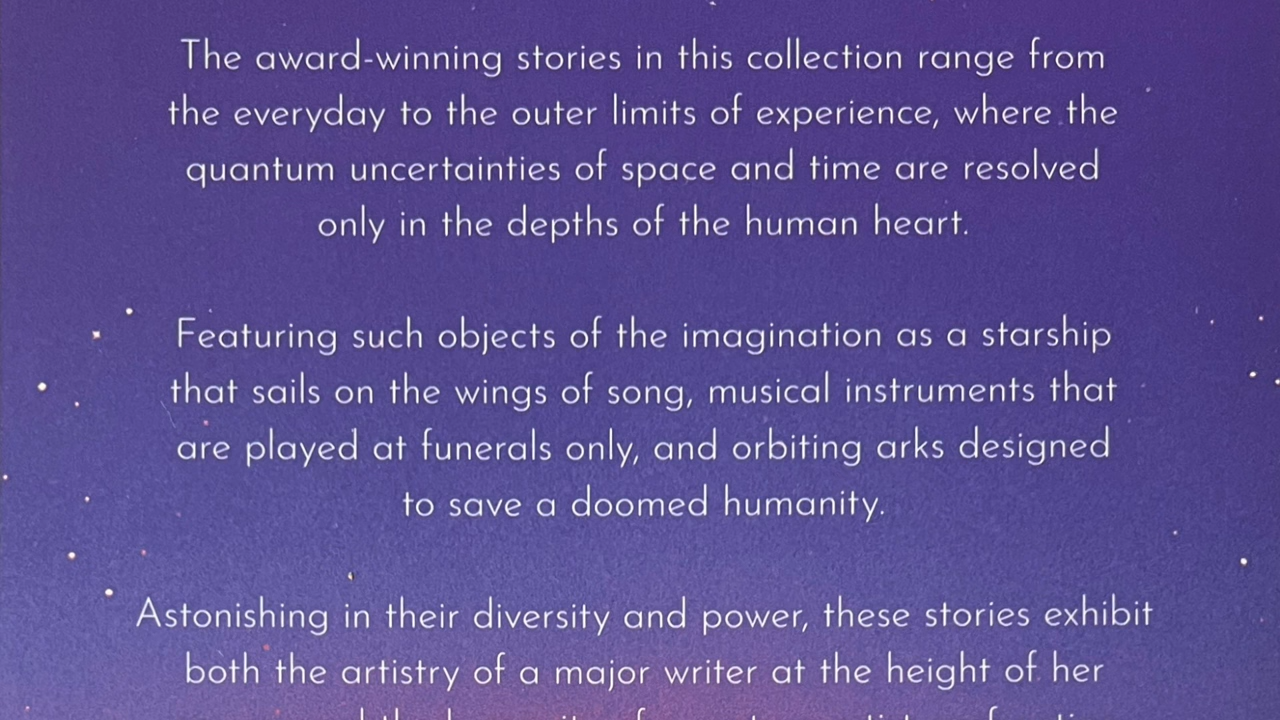 The award-winning stories in this collection range from
the everyday to the outer limits of experience, where the
quantum uncertainties of space and time are resolved
only in the depths of the human heart.
Featuring such objects of the imagination as a starship
that sails on the wings of song, musical instruments that
are played at funerals only, and orbiting arks designed
to save a doomed humanity.
Astonishing in their diversity and power, these stories exhibit
both the artistry of a major writer at the height of her